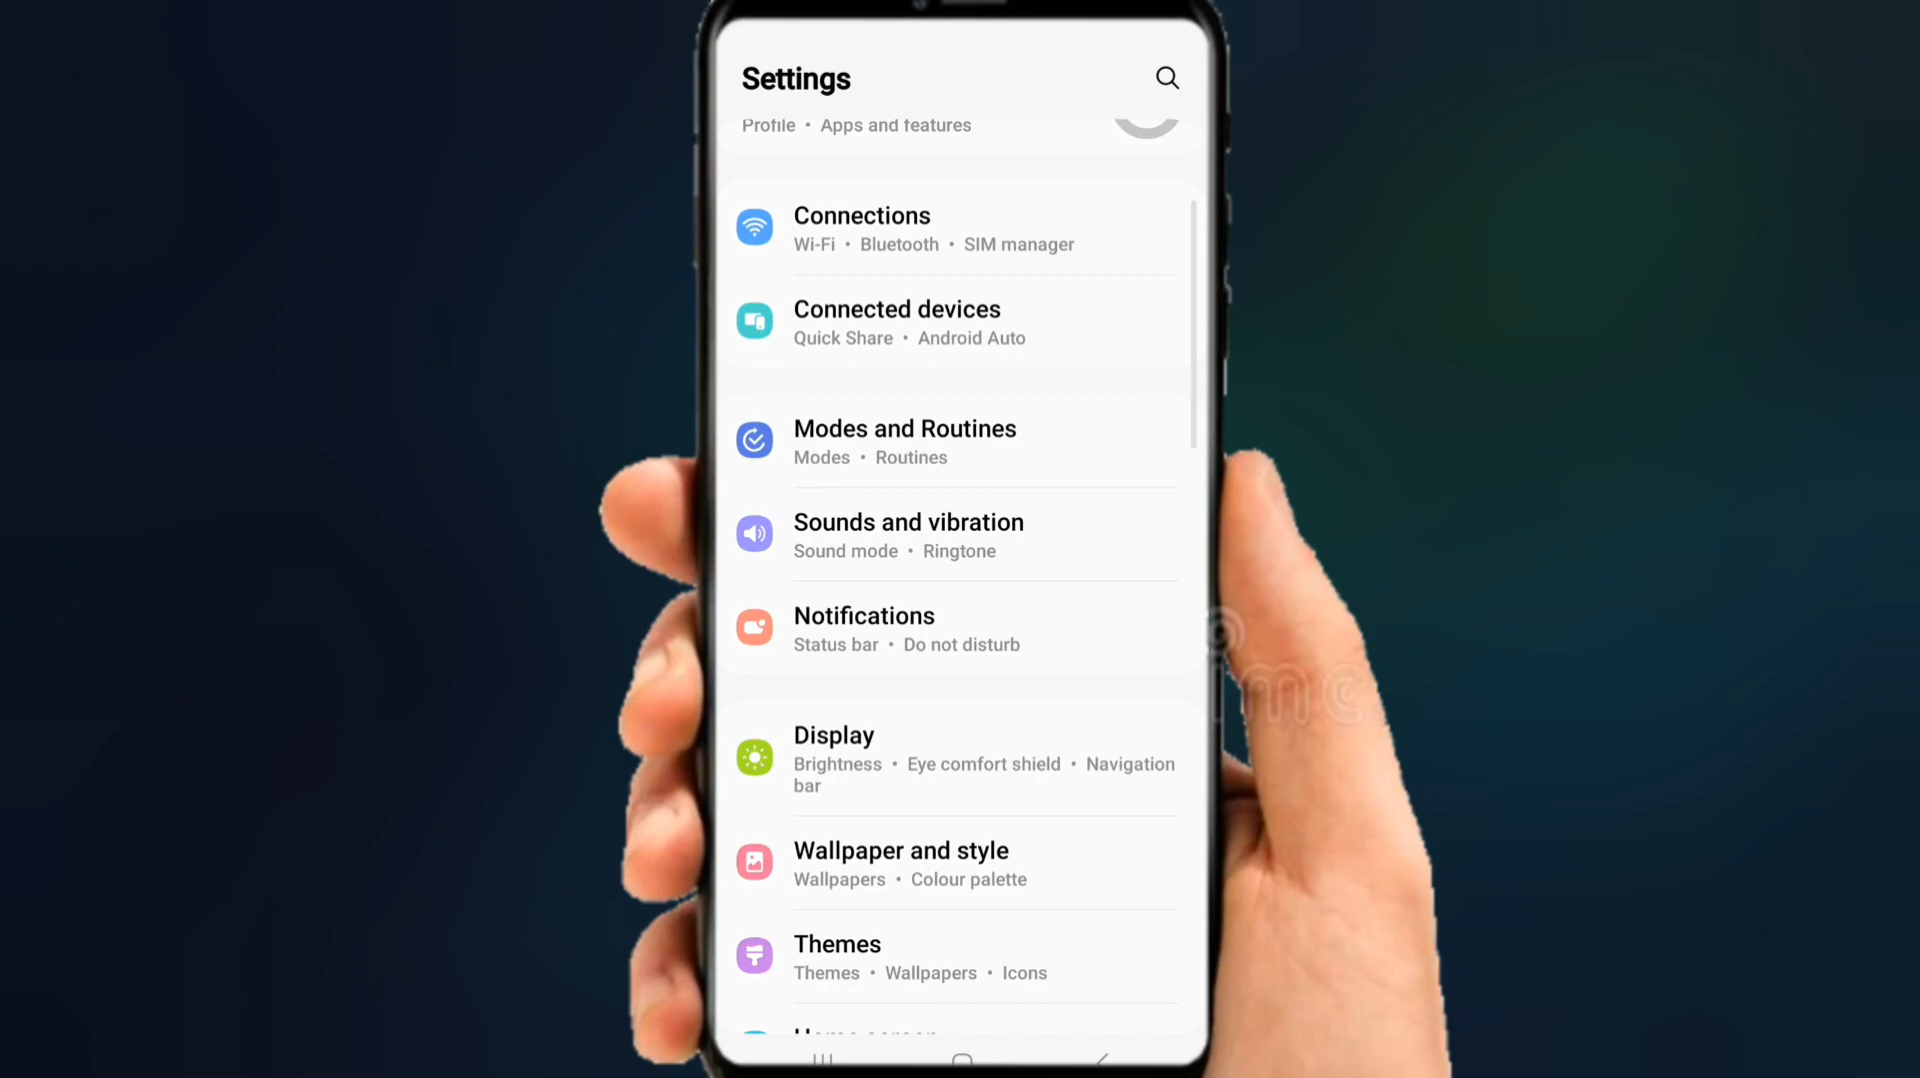 Settings
Profile • Apps and features
Connections
Wi-Fi • Bluetooth • SIM manager
Connected devices
Quick Share • Android Auto
Modes and Routines
Modes • Routines
Sounds and vibration
Sound mode • Ringtone
Notifications
Status bar • Do not disturb
Display
Brightness • Eye comfort shield • Navigation
bar
Wallpaper and style
Wallpapers • Colour palette
Themes
Themes • Wallpapers • Icons